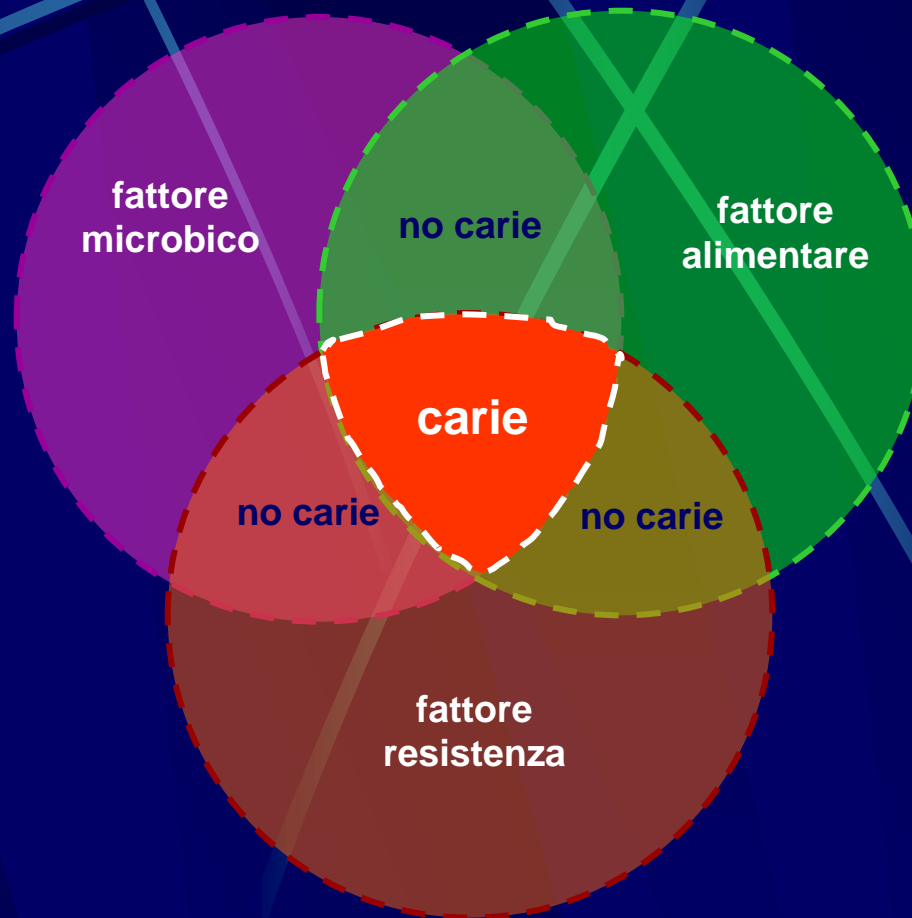 fattore
microbico
no carie
fattore
alimentare
carie
no carie
no carie
fattore
resistenza